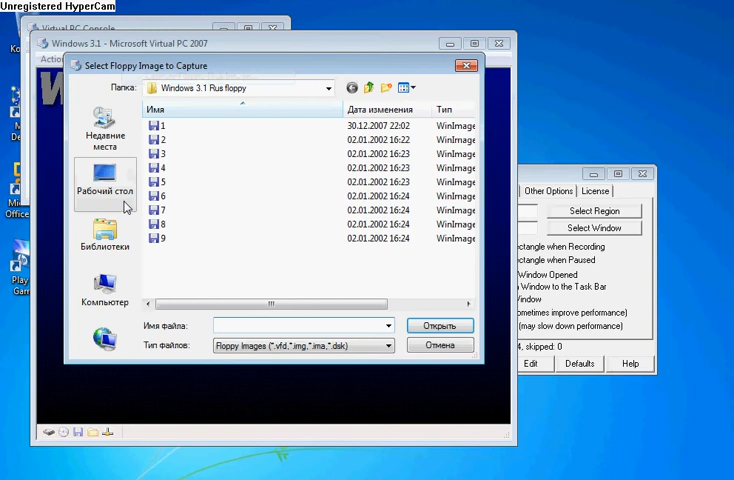 Unregistered HyperCam
Virtual PC Console
Windows 3.1 - Microsoft Virtual PC 2007
Action
Select Floppy Image to Capture
Папка:
Windows 3.1 Rus floppy
Имя
Дата изменения
Тип
1 30.12.2007 22:02 WinImage
2 02.01.2002 16:22 WinImage
3 02.01.2002 16:23 WinImage
4 02.01.2002 16:23 WinImage
5 02.01.2002 16:23 WinImage
6 02.01.2002 16:24 WinImage
7 02.01.2002 16:24 WinImage
8 02.01.2002 16:24 WinImage
9 02.01.2002 16:24 WinImage
Недавние
места
Рабочий стол
Библиотеки
Компьютер
Имя файла:
Открыть
Тип файлов:
Floppy Images (*.vfd,*.img,*.ima,*.dsk)
Отмена
Other Options
License
Select Region
Select Window
ectangle when Recording
ectangle when Paused
Window Opened
Window to the Task Bar
Window
ometimes improve performance)
(may slow down performance)
4, skipped: 0
Edit
Defaults
Help
Office
Play